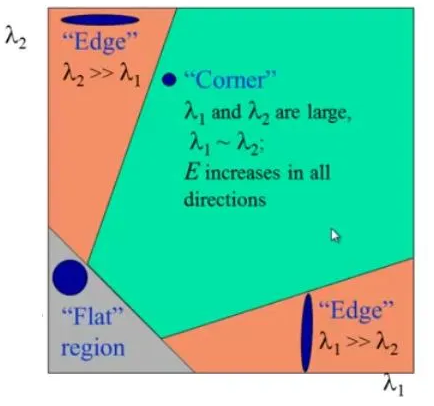 λ₂
“Edge”
λ₂ >> λ₁
“Corner”
λ₁ and λ₂ are large,
λ₁ ~ λ₂;
E increases in all
directions
“Flat”
region
“Edge”
λ₁ >> λ₂
λ₁